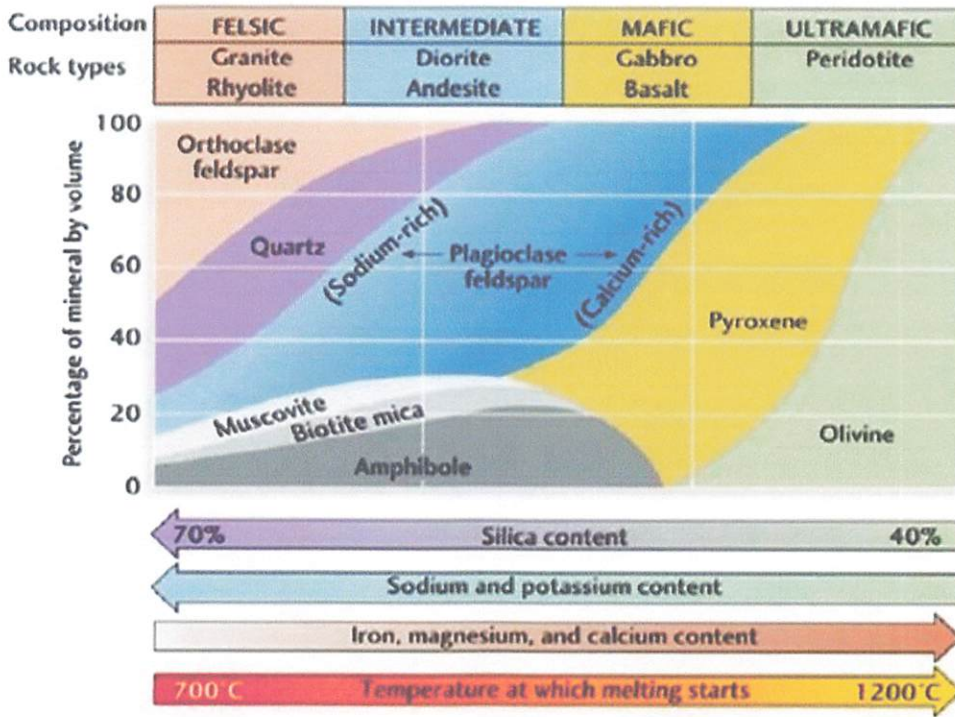 Composition FELSIC INTERMEDIATE MAFIC ULTRAMAFIC
Rock types Granite Diorite Gabbro Peridotite
Rhyolite Andesite Basalt
Percentage of mineral by volume
100
80
60
40
20
0
Orthoclase
feldspar
Quartz
(Sodium-rich)
Plagioclase
feldspar
(Calcium-rich)
Pyroxene
Muscovite
Biotite mica
Amphibole
Olivine
70% Silica content 40%
Sodium and potassium content
Iron, magnesium, and calcium content
700°C Temperature at which melting starts 1200°C